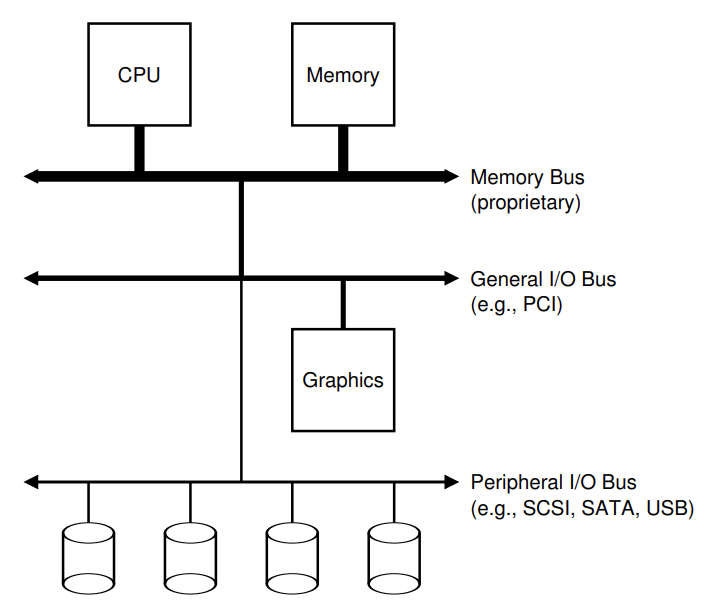 CPU
Memory
Memory Bus
(proprietary)
General I/O Bus
(e.g., PCI)
Graphics
Peripheral I/O Bus
(e.g., SCSI, SATA, USB)